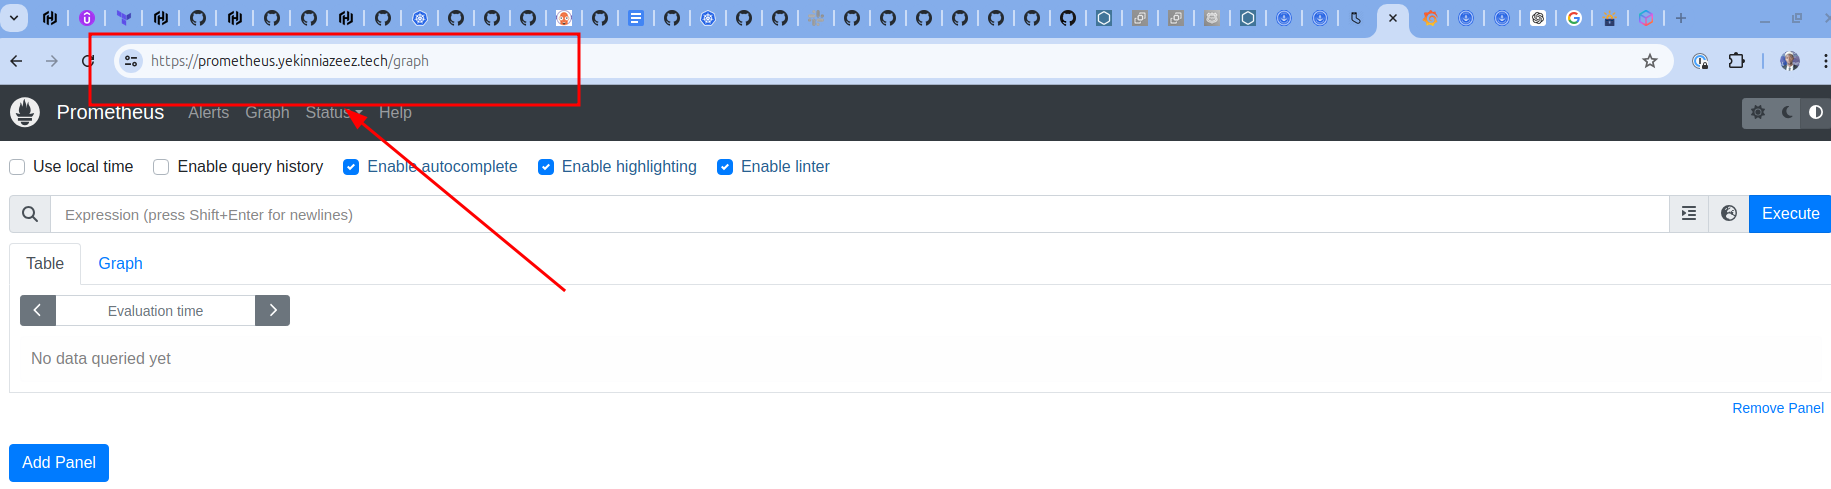 https://prometheus.yekinniazeez.tech/graph
Prometheus Alerts Graph Status Help
Use local time Enable query history Enable autocomplete Enable highlighting Enable linter
Expression (press Shift+Enter for newlines) Execute
Table Graph
Evaluation time
No data queried yet
Remove Panel
Add Panel